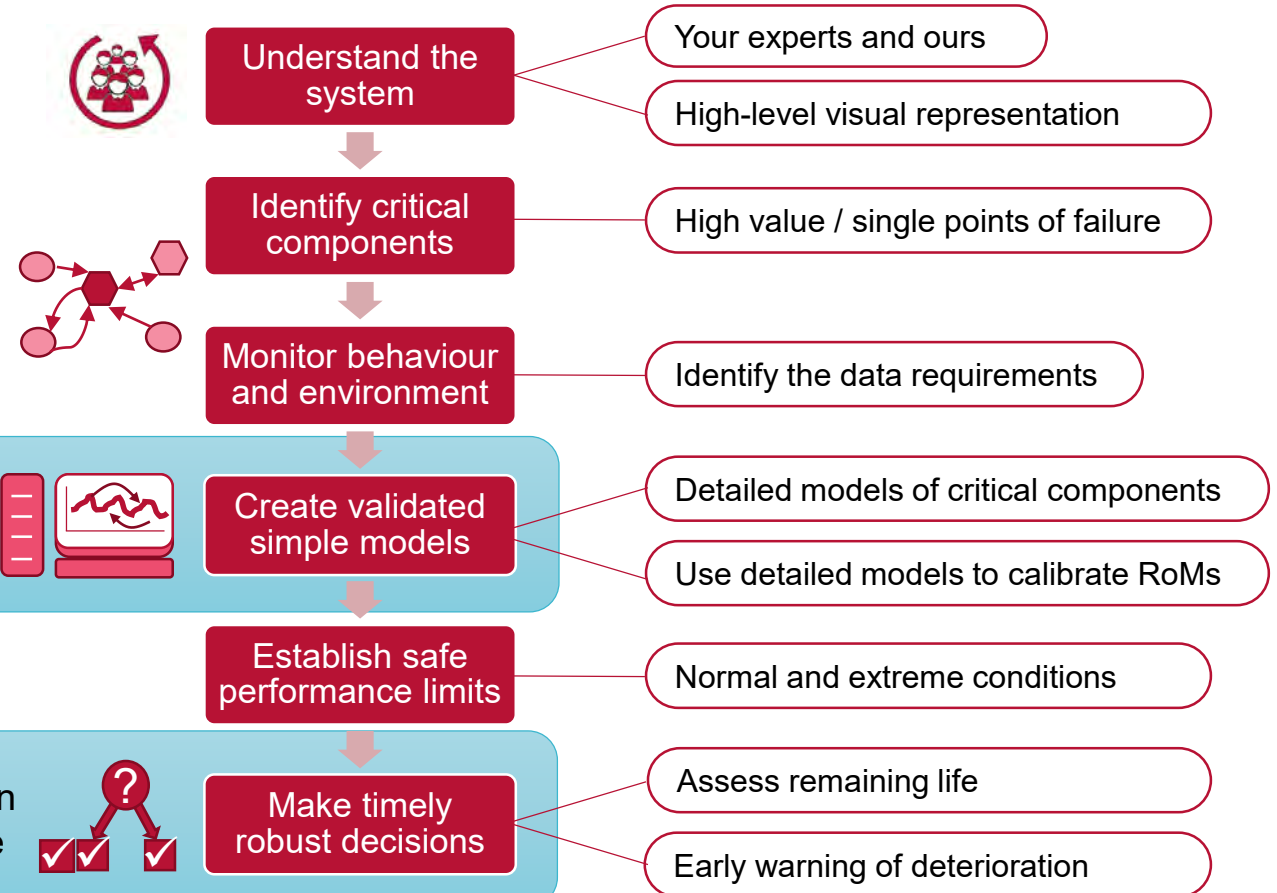 Understand the
system
Your experts and ours
High-level visual representation
Identify critical
components
High value / single points of failure
Monitor behaviour
and environment
Identify the data requirements
Create validated
simple models
Detailed models of critical components
Use detailed models to calibrate RoMs
Establish safe
performance limits
Normal and extreme conditions
?
Make timely
robust decisions
Assess remaining life
Early warning of deterioration